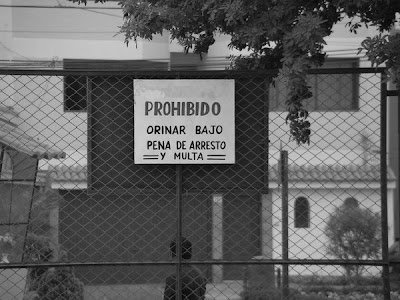 PROHIBIDO
ORINAR BAJO
PENA DE ARRESTO
Y MULTA